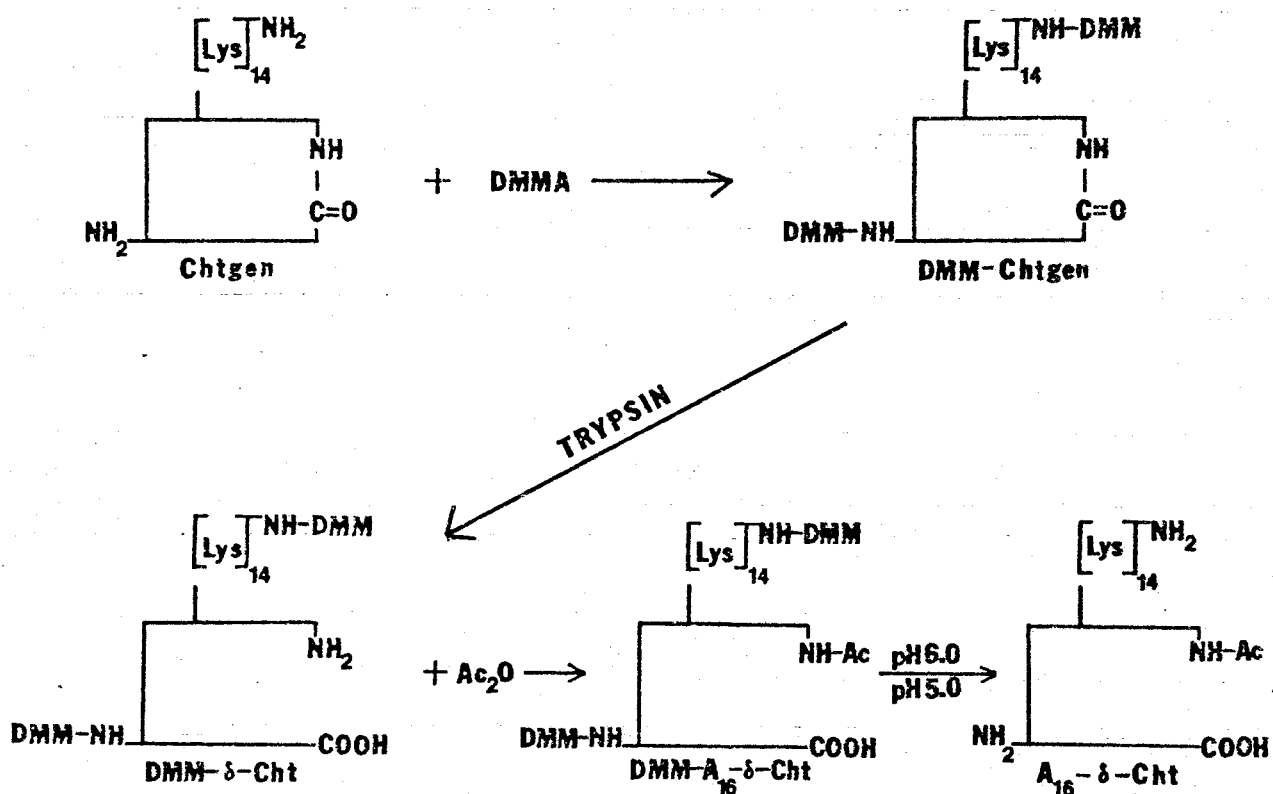 [Lys]14 NH2
NH
C=O
NH2
Chtgen
+ DMMA
[Lys]14 NH-DMM
NH
C=O
DMM-NH
DMM-Chtgen
TRYPSIN
[Lys]14 NH-DMM
NH2
DMM-NH
COOH
DMM-δ-Cht
+ Ac2O
[Lys]14 NH-DMM
NH-Ac
DMM-NH
COOH
DMM-A16-δ-Cht
pH6.0
pH5.0
[Lys]14 NH2
NH-Ac
NH2
COOH
A16-δ-Cht